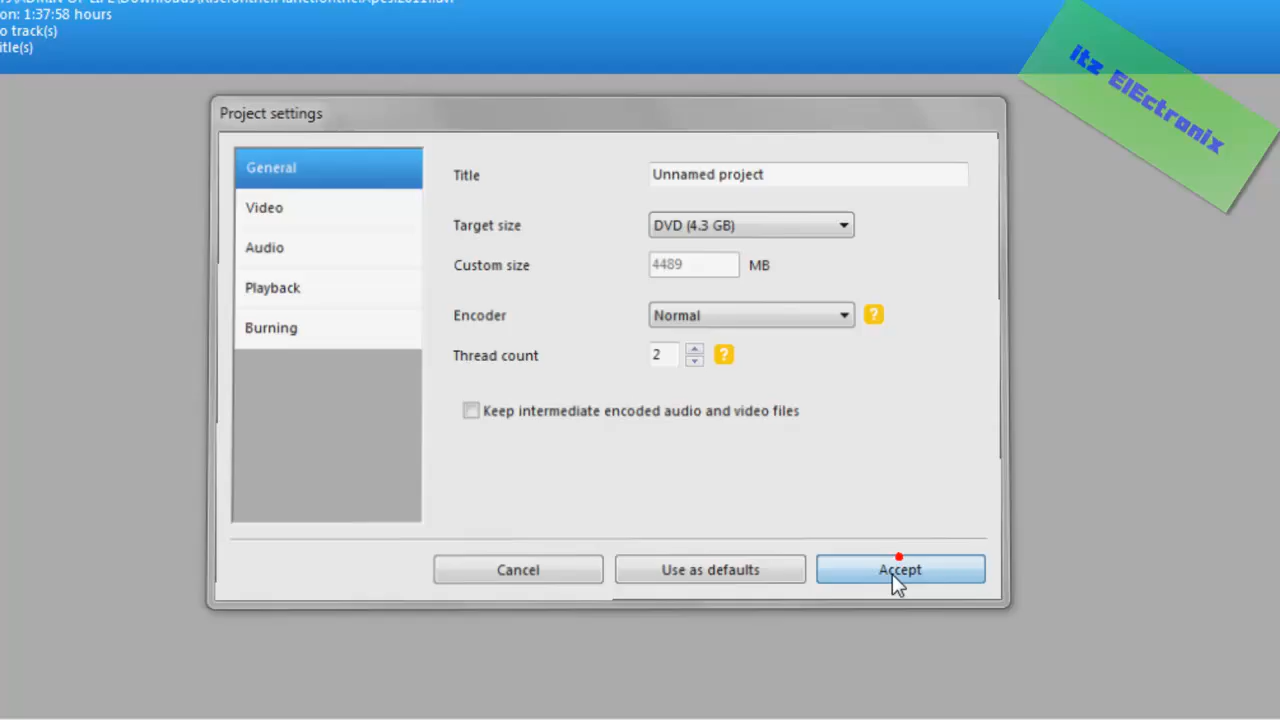 on: 1:37:58 hours
o track(s)
itle(s)
itz ElEctronix
Project settings
General
Video
Audio
Playback
Burning
Title
Unnamed project
Target size
DVD (4.3 GB)
Custom size
4489
MB
Encoder
Normal
?
Thread count
2
?
Keep intermediate encoded audio and video files
Cancel
Use as defaults
Accept